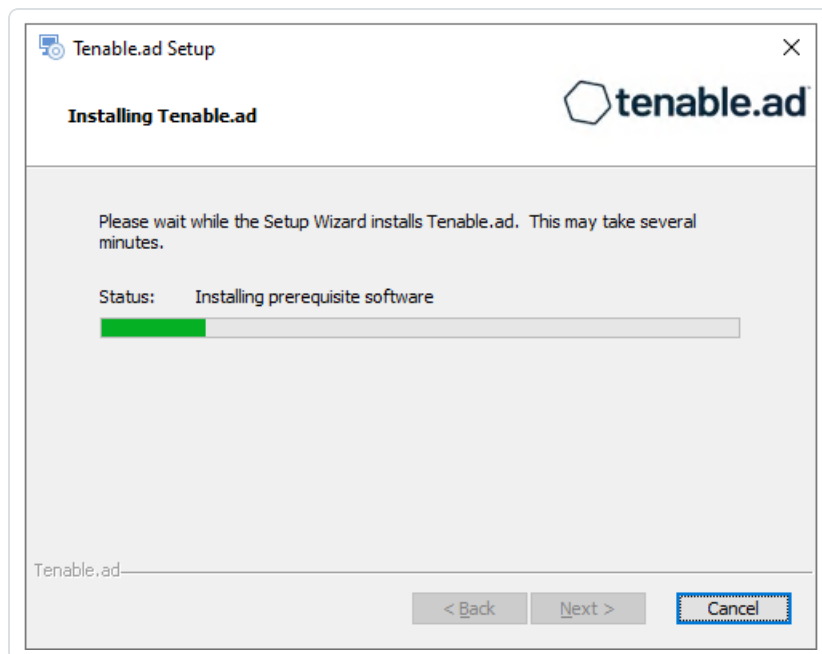 Tenable.ad Setup
Installing Tenable.ad
tenable.ad
Please wait while the Setup Wizard installs Tenable.ad. This may take several
minutes.
Status: Installing prerequisite software
Tenable.ad
< Back Next > Cancel